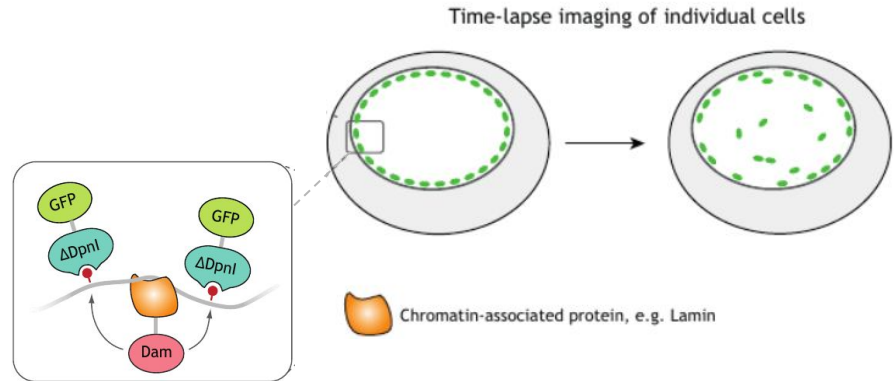 Time-lapse imaging of individual cells
GFP
GFP
ΔDpnI
ΔDpnI
Dam
Chromatin-associated protein, e.g. Lamin